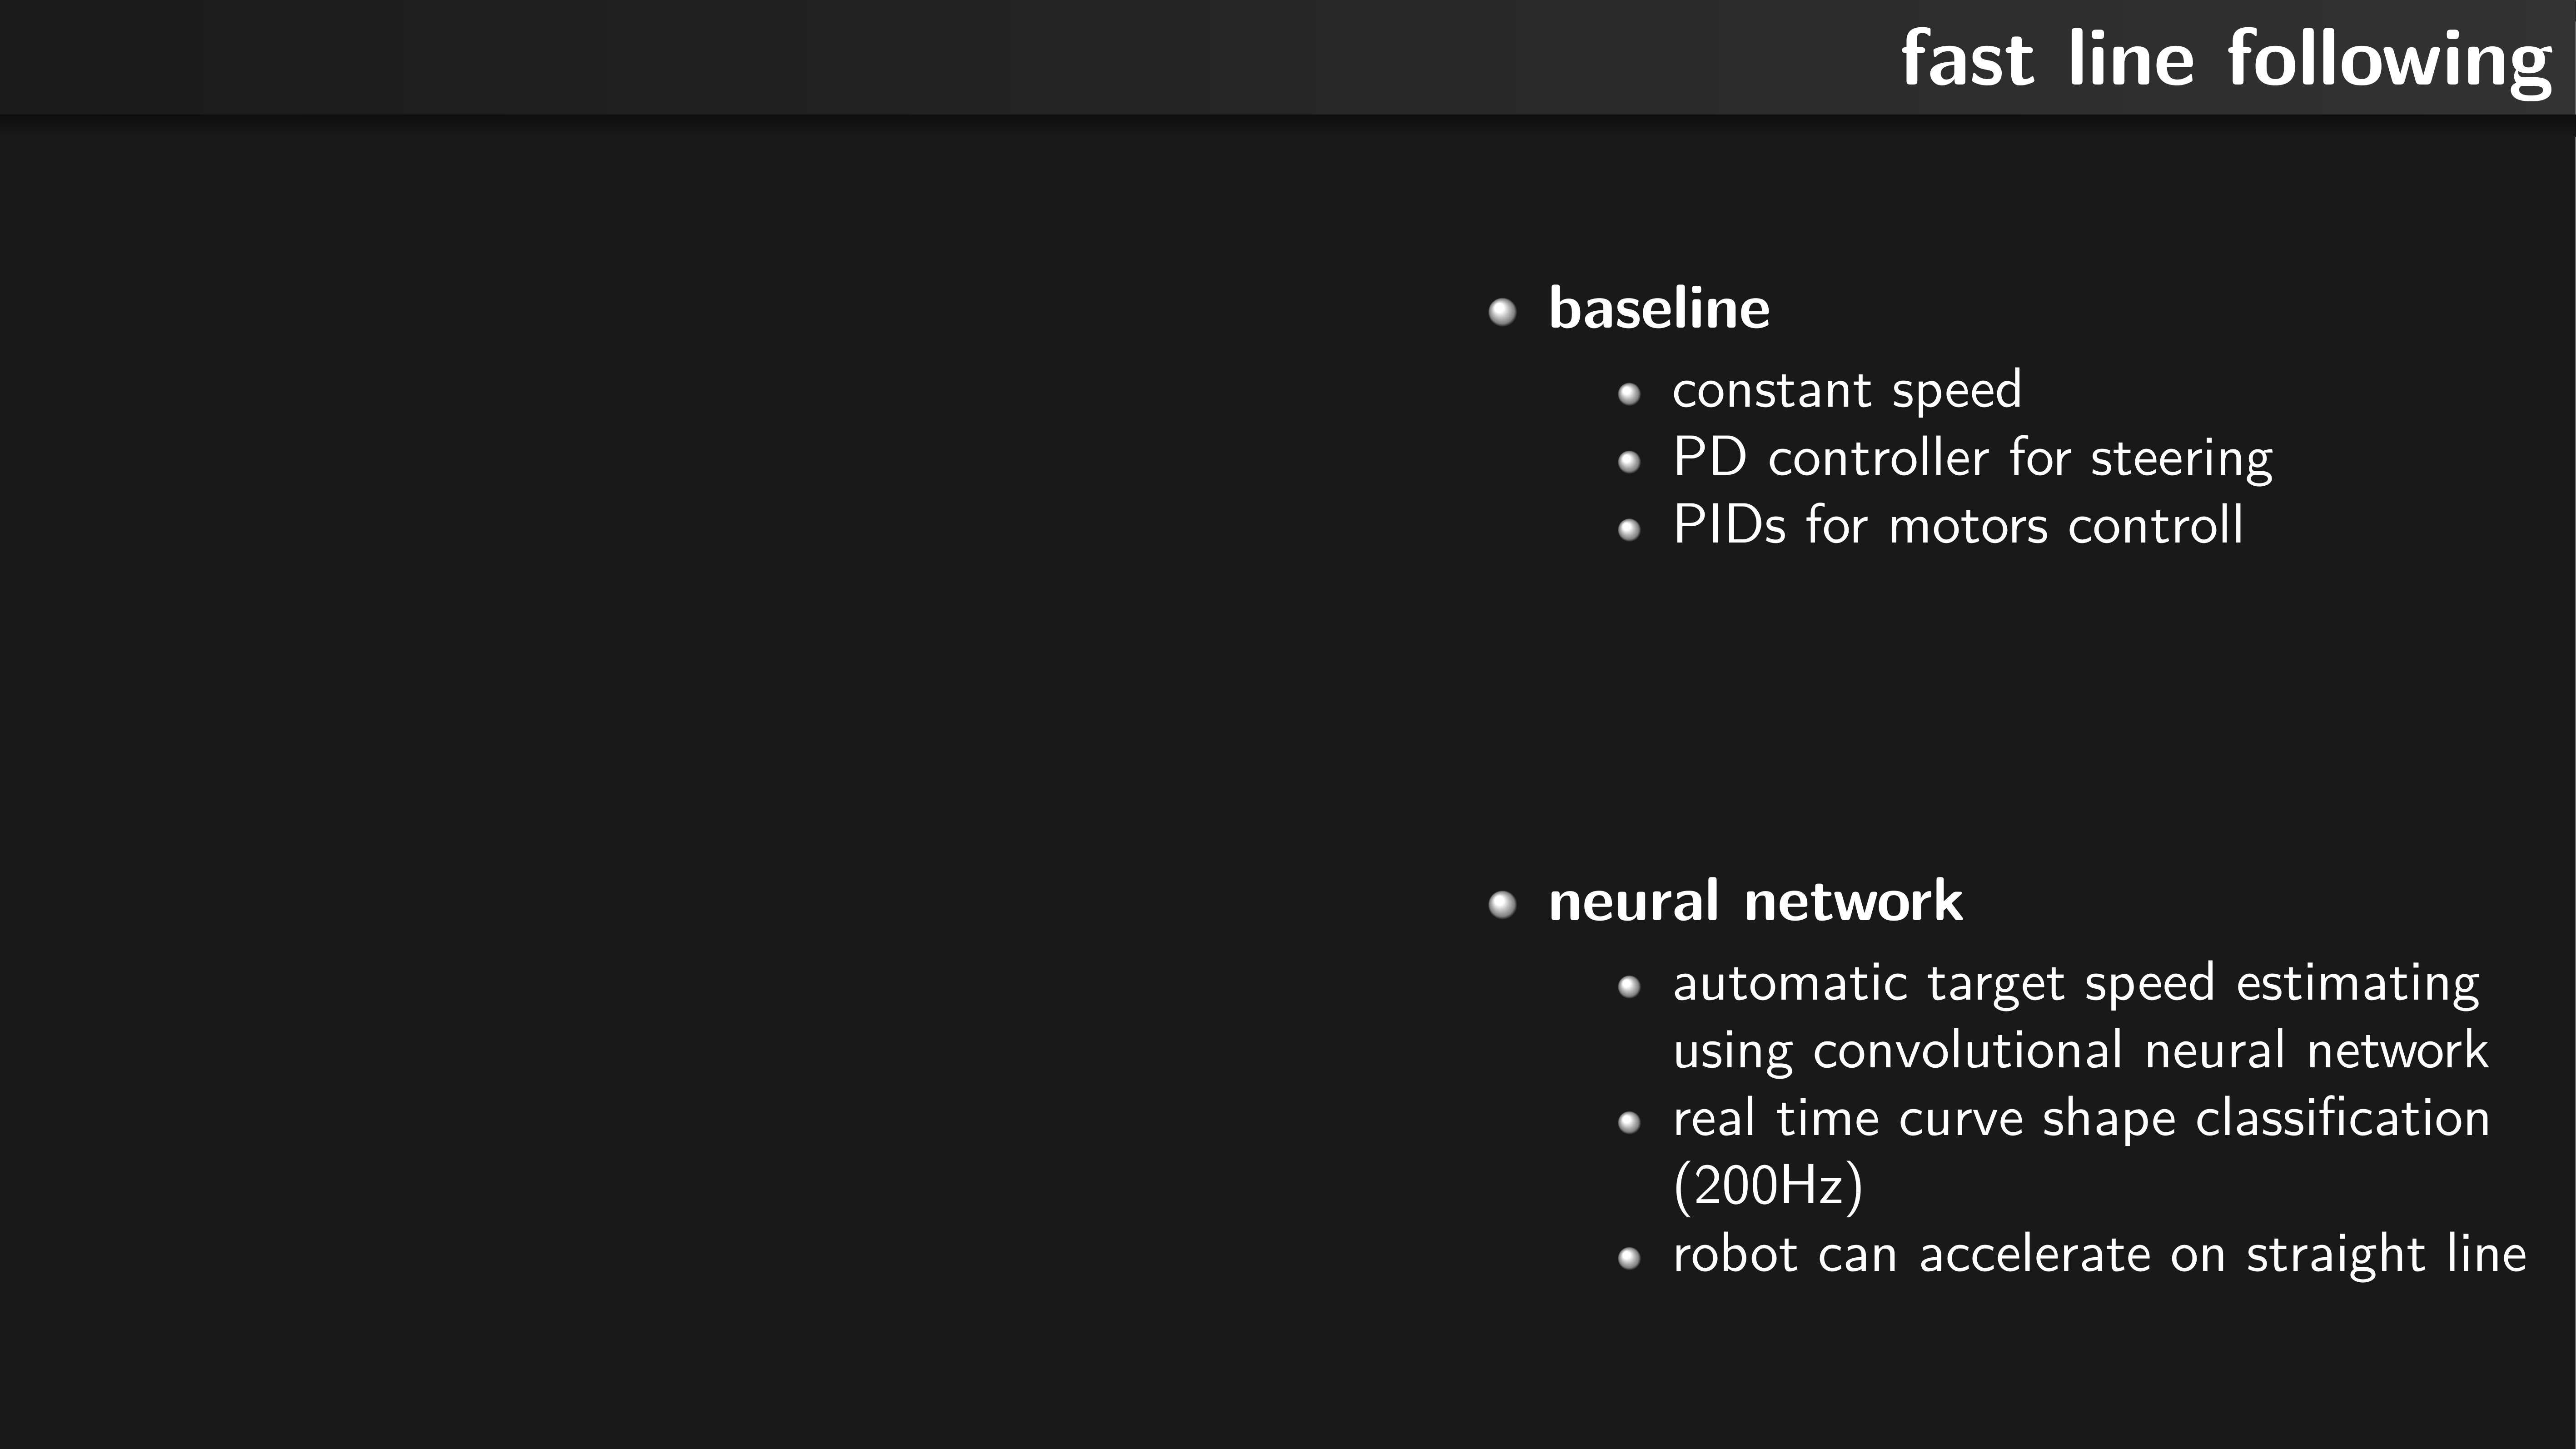 fast line following
baseline
constant speed
PD controller for steering
PIDs for motors controll
neural network
automatic target speed estimating
using convolutional neural network
real time curve shape classification
(200Hz)
robot can accelerate on straight line